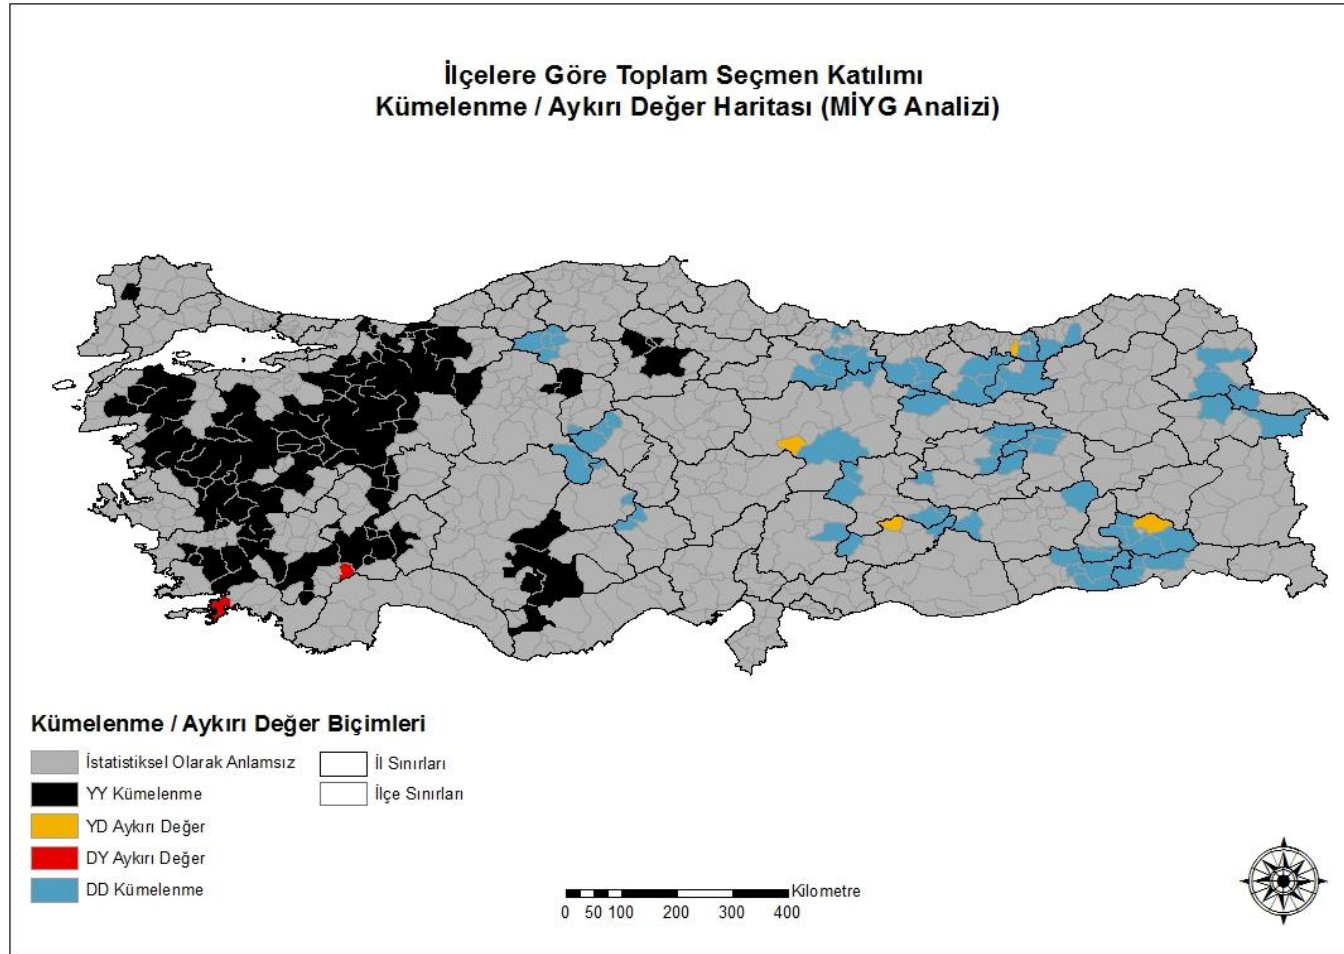 İlçelere Göre Toplam Seçmen Katılımı
Kümelenme / Aykırı Değer Haritası (MİYG Analizi)
Kümelenme / Aykırı Değer Biçimleri
İstatistiksel Olarak Anlamsız
İl Sınırları
YY Kümelenme
İlçe Sınırları
YD Aykırı Değer
DY Aykırı Değer
DD Kümelenme
Kilometre
0 50 100 200 300 400